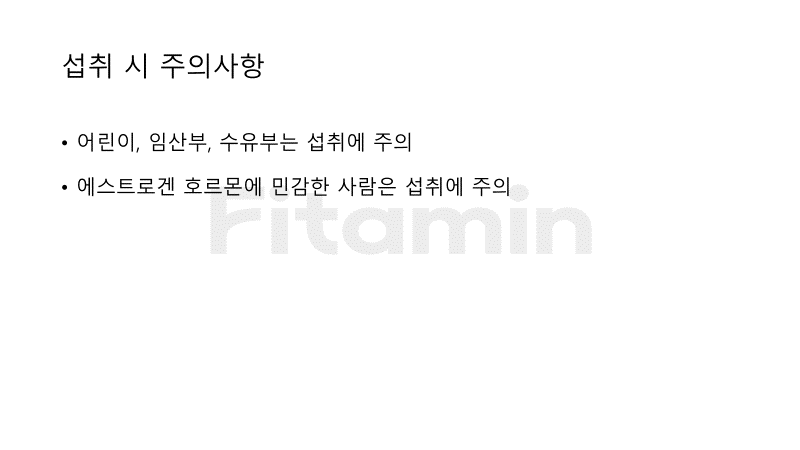 섭취 시 주의사항
• 어린이, 임산부, 수유부는 섭취에 주의
• 에스트로겐 호르몬에 민감한 사람은 섭취에 주의
Fitamin